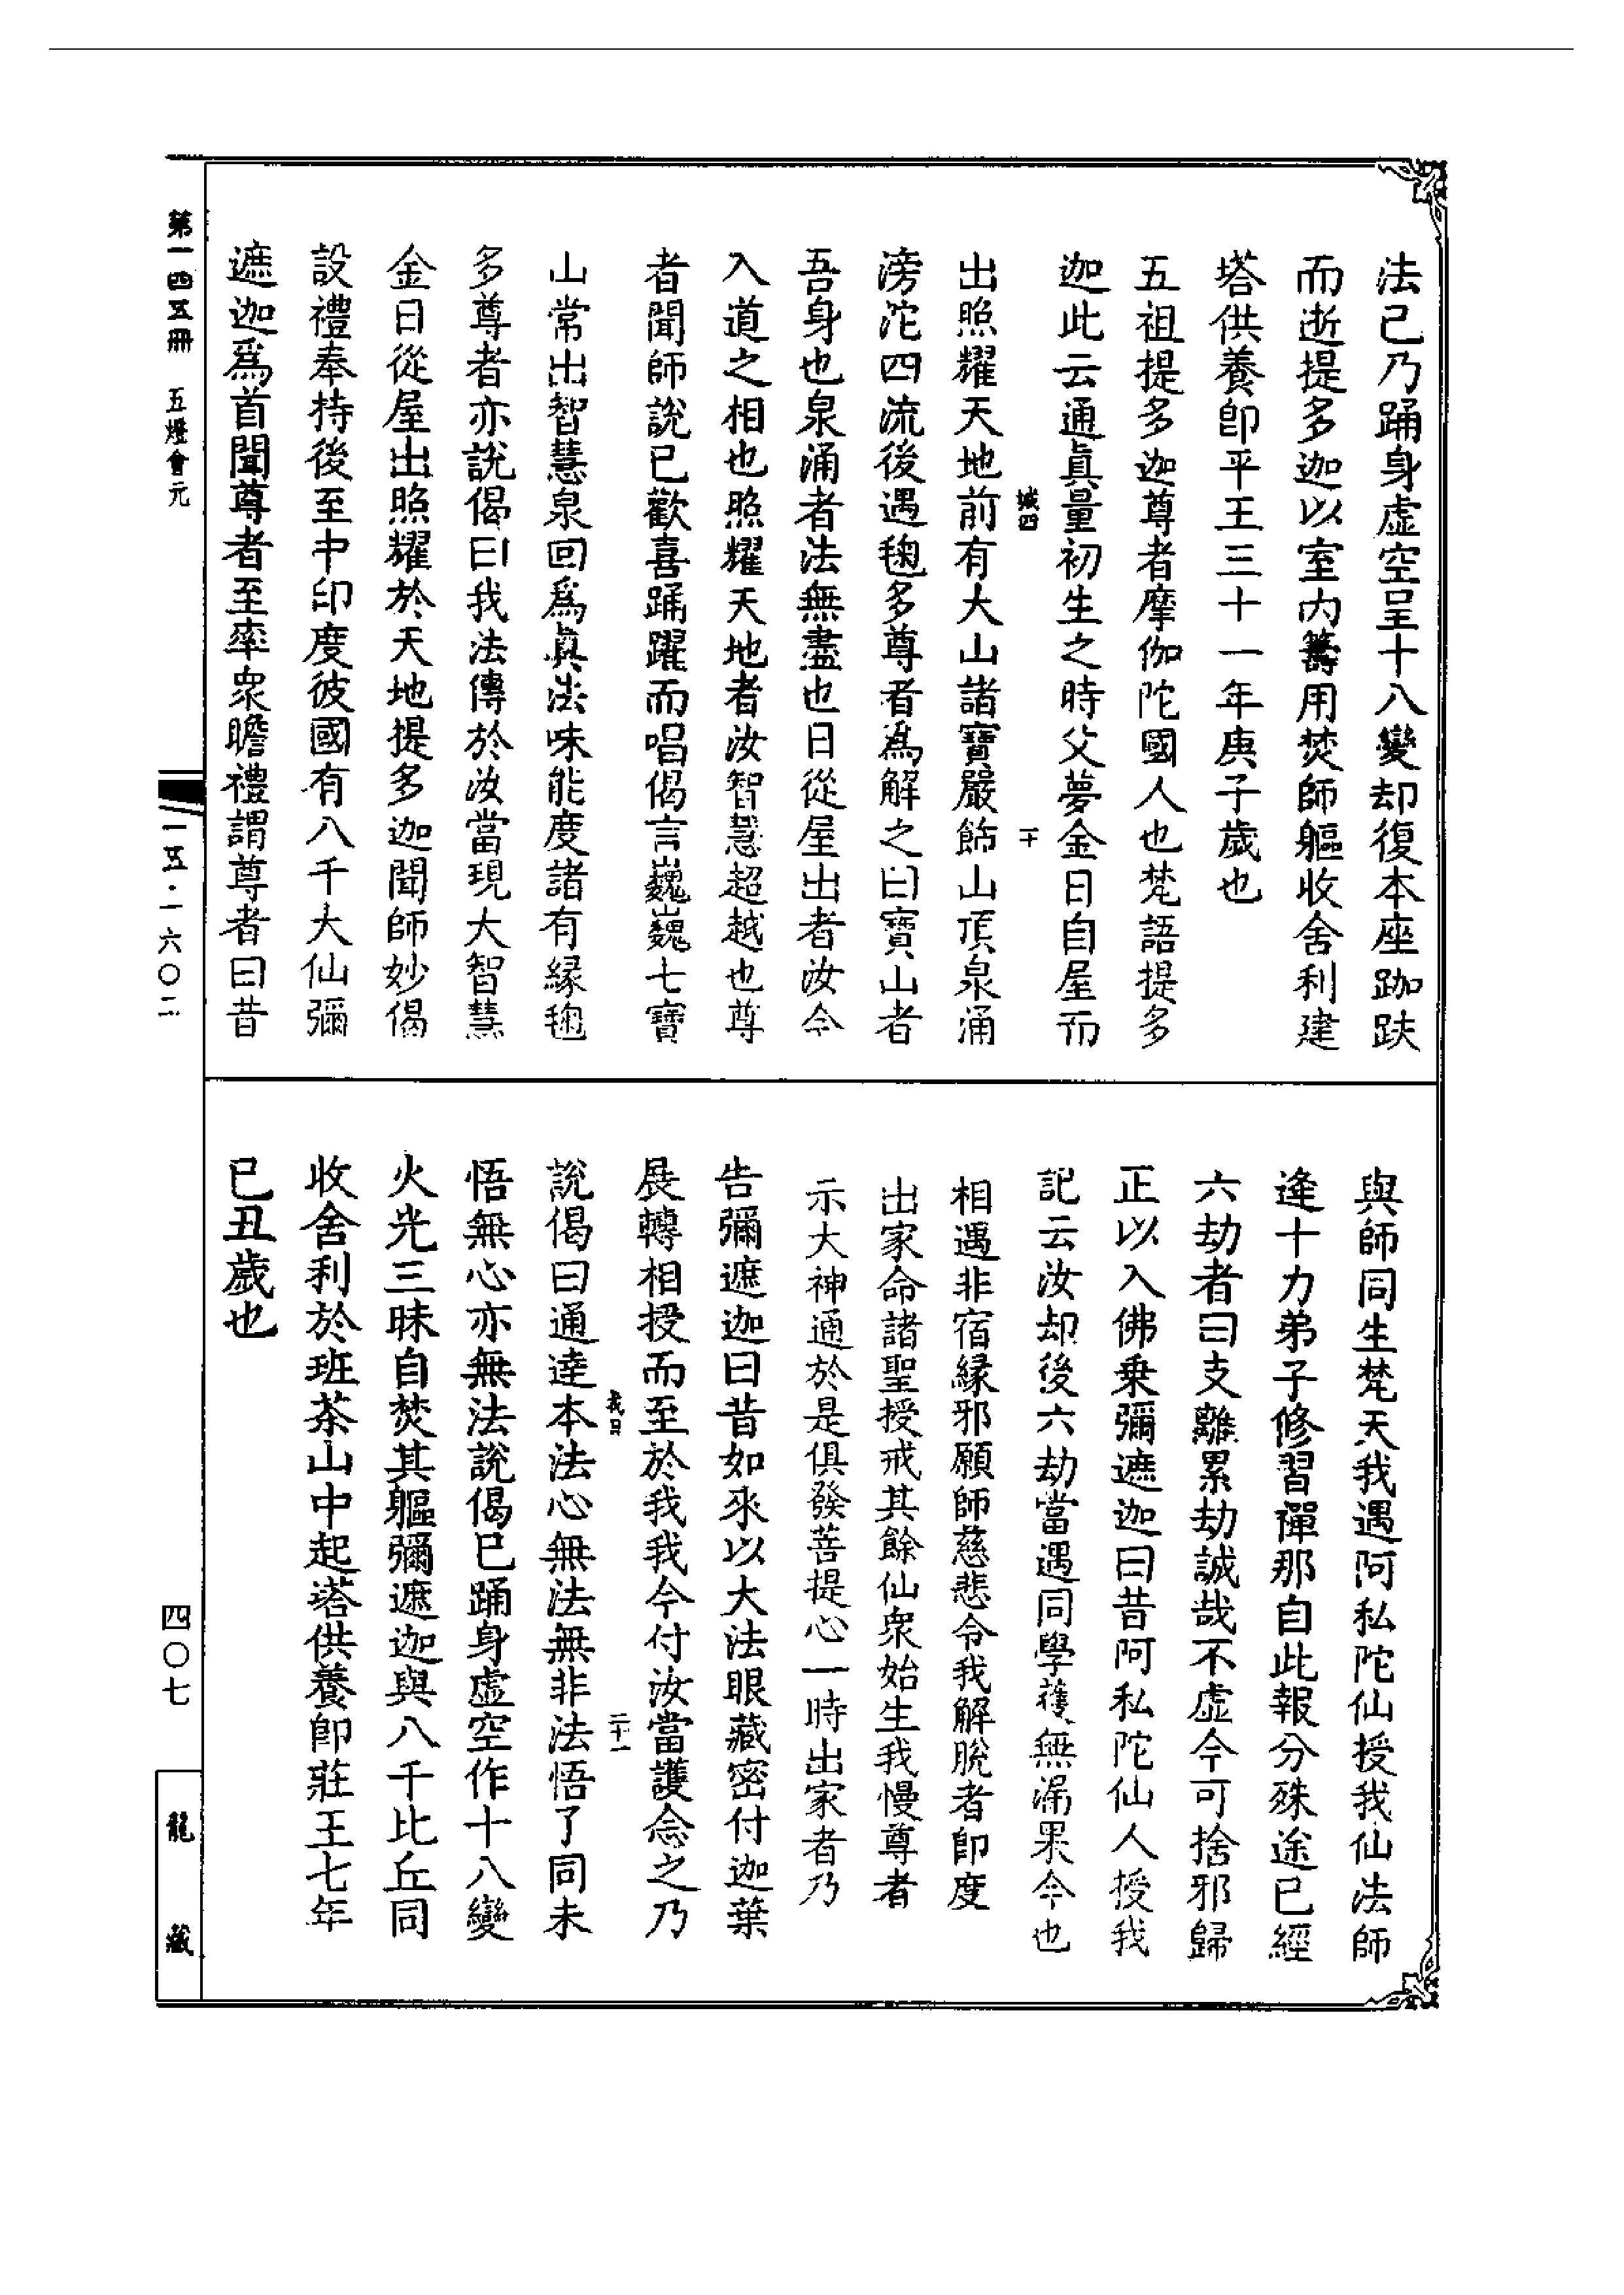 法已乃踊身虛空呈十八變却復本座跏趺
而逝提多迦以室内籌用焚師軀收舍利建
塔供養卽平王三十一年庚子歲也
五祖提多迦尊者摩伽陀國人也梵語提多
迦此云通眞量初生之時父夢金日自屋而
出照耀天地前有大山諸寶嚴飾山頂泉涌
滂沱四流後遇毱多尊者爲解之曰寶山者
吾身也泉涌者法無盡也日從屋出者汝今
入道之相也照耀天地者汝智慧超越也尊
者聞師說已歡喜踊躍而唱偈言巍巍七寶
山常出智慧泉回爲眞法味能度諸有緣毱
多尊者亦說偈曰我法傳於汝當現大智慧
金日從屋出照耀於天地提多迦聞師妙偈
設禮奉持後至中印度彼國有八千大仙彌
遮迦爲首聞尊者至率衆瞻禮謂尊者曰昔
與師同生梵天我遇阿私陀仙授我仙法師
逢十力弟子修習禪那自此報分殊途已經
六劫者曰支離累劫誠哉不虛今可捨邪歸
正以入佛乗彌遮迦曰昔阿私陀仙人授我
記云汝却後六劫當遇同學獲無漏果今也
相遇非宿緣邪願師慈悲令我解脫者卽度
出家命諸聖授戒其餘仙衆始生我慢尊者
示大神通於是俱發菩提心一時出家者乃
告彌遮迦曰昔如來以大法眼藏密付迦葉
展轉相授而至於我我今付汝當護念之乃
說偈曰通達本法心無法無非法悟了同未
悟無心亦無法說偈已踊身虛空作十八變
火光三昧自焚其軀彌遮迦與八千比丘同
收舍利於班茶山中起塔供養卽莊王七年
已丑歲也
第一四五冊　五燈會元
一五·一六〇二
四〇七
龍藏
二十
二十一